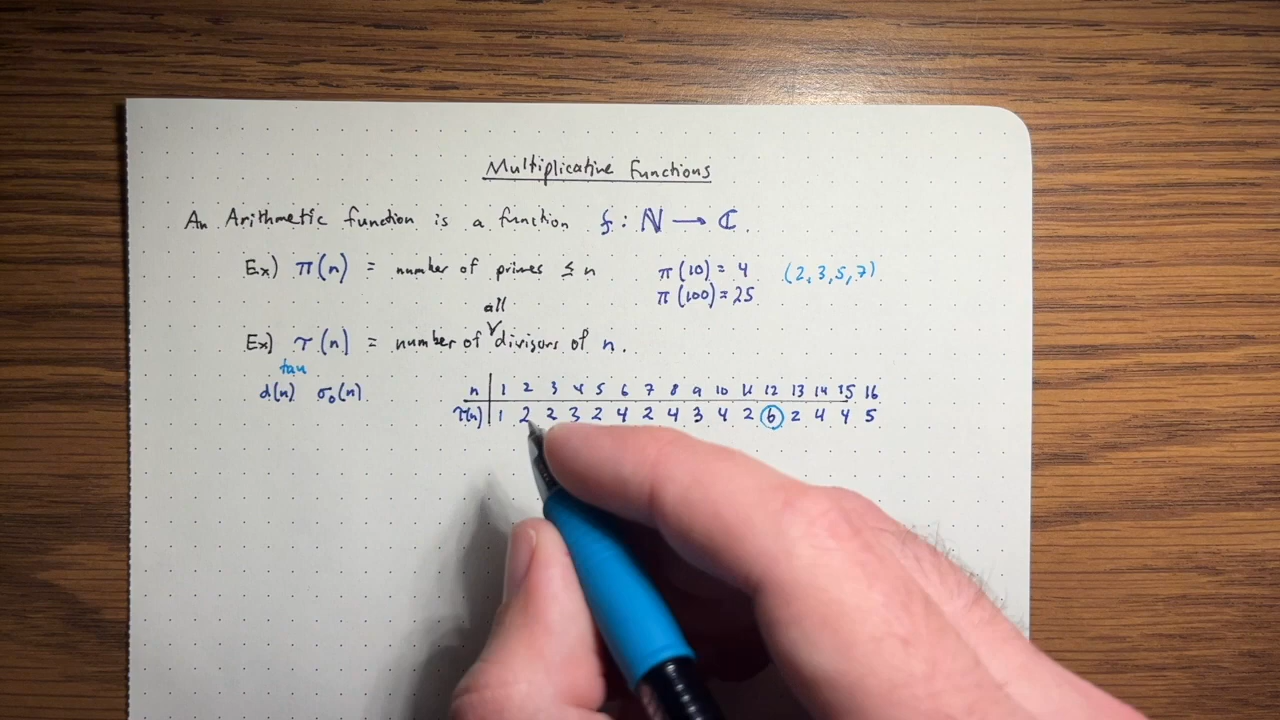 Multiplicative Functions
An Arithmetic function is a function f : ℕ → ℂ.
Ex) π(n) = number of primes ≤ n π(10) = 4 (2,3,5,7)
π(100) = 25
all
Ex) τ(n) = number of divisors of n.
tau
d(n) σ₀(n)
n 1 2 3 4 5 6 7 8 9 10 11 12 13 14 15 16
τ(n) 1 2 2 3 2 4 2 4 3 4 2 6 2 4 4 5